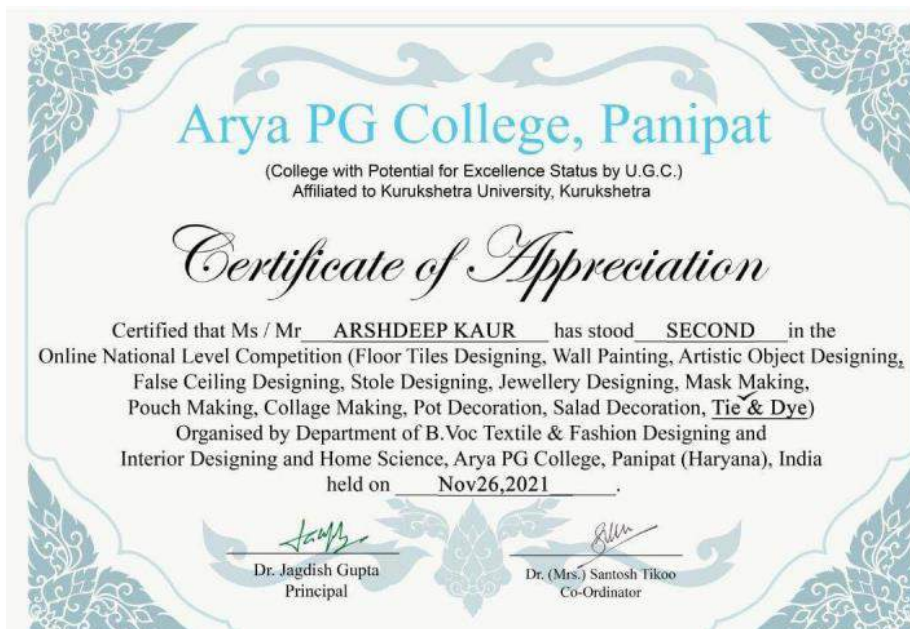 Arya PG College, Panipat
(College with Potential for Excellence Status by U.G.C.)
Affiliated to Kurukshetra University, Kurukshetra
Certificate of Appreciation
Certified that Ms / Mr ARSHDEEP KAUR has stood SECOND in the
Online National Level Competition (Floor Tiles Designing, Wall Painting, Artistic Object Designing,
False Ceiling Designing, Stole Designing, Jewellery Designing, Mask Making,
Pouch Making, Collage Making, Pot Decoration, Salad Decoration, Tie & Dye)
Organised by Department of B.Voc Textile & Fashion Designing and
Interior Designing and Home Science, Arya PG College, Panipat (Haryana), India
held on Nov26,2021.
Dr. Jagdish Gupta
Principal
Dr. (Mrs.) Santosh Tikoo
Co-Ordinator